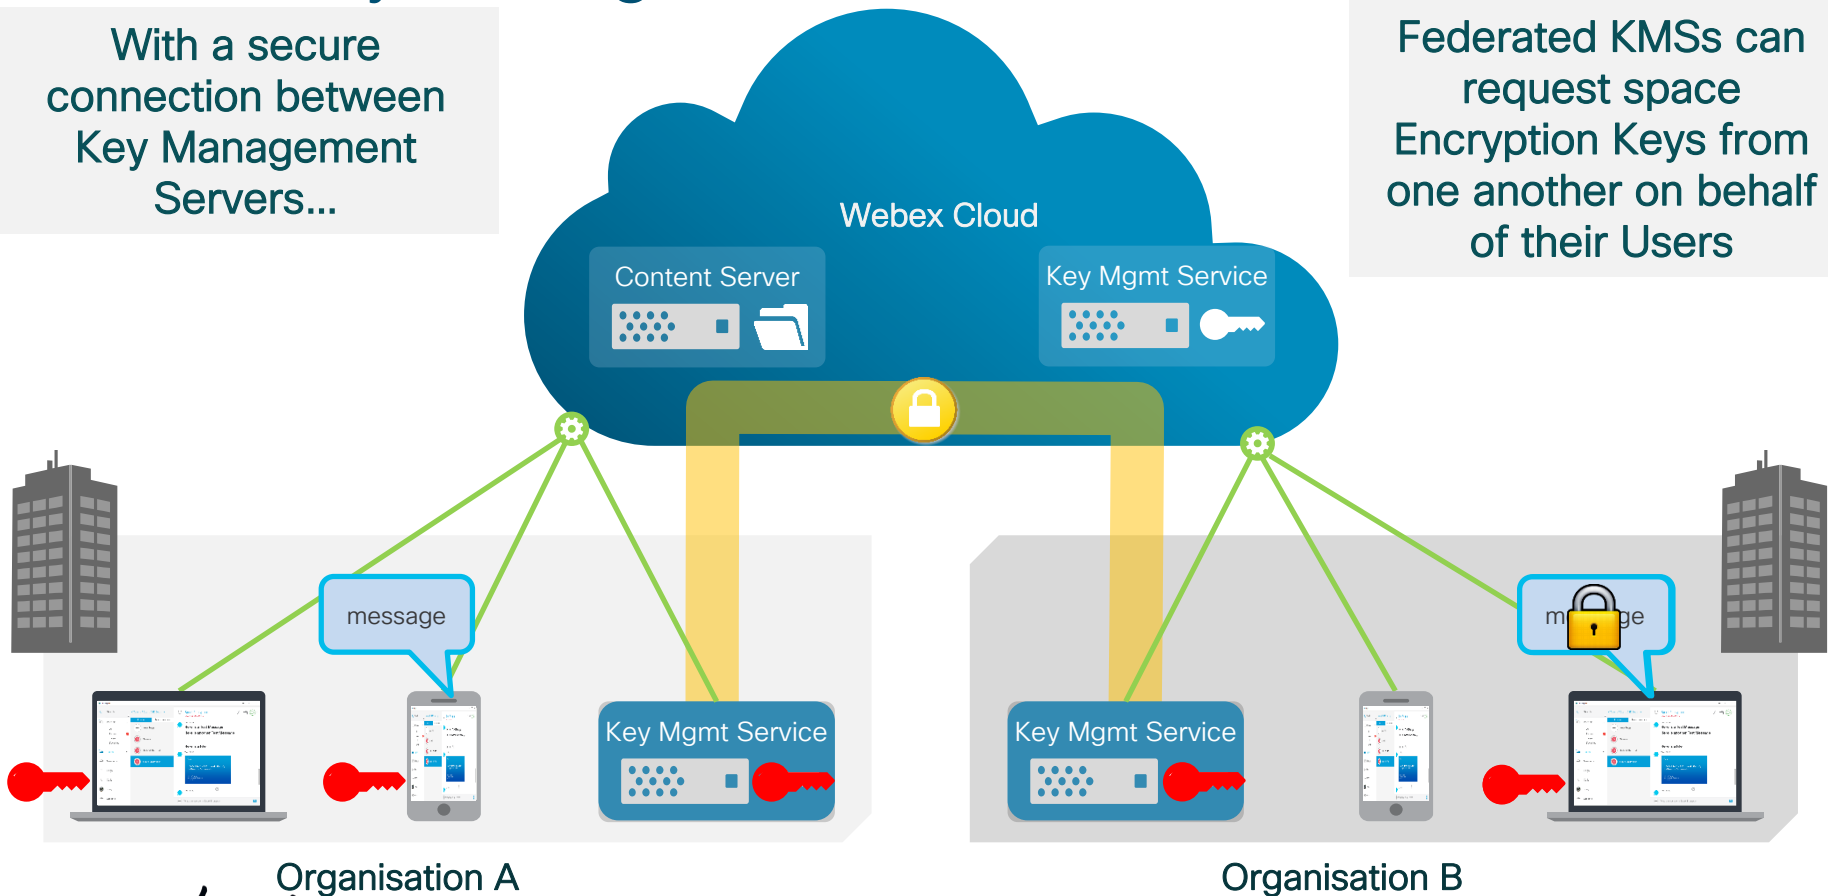 With a secure
connection between
Key Management
Servers...
Federated KMSs can
request space
Encryption Keys from
one another on behalf
of their Users
Webex Cloud
Content Server
Key Mgmt Service
message
Key Mgmt Service
Key Mgmt Service
Organisation A
Organisation B